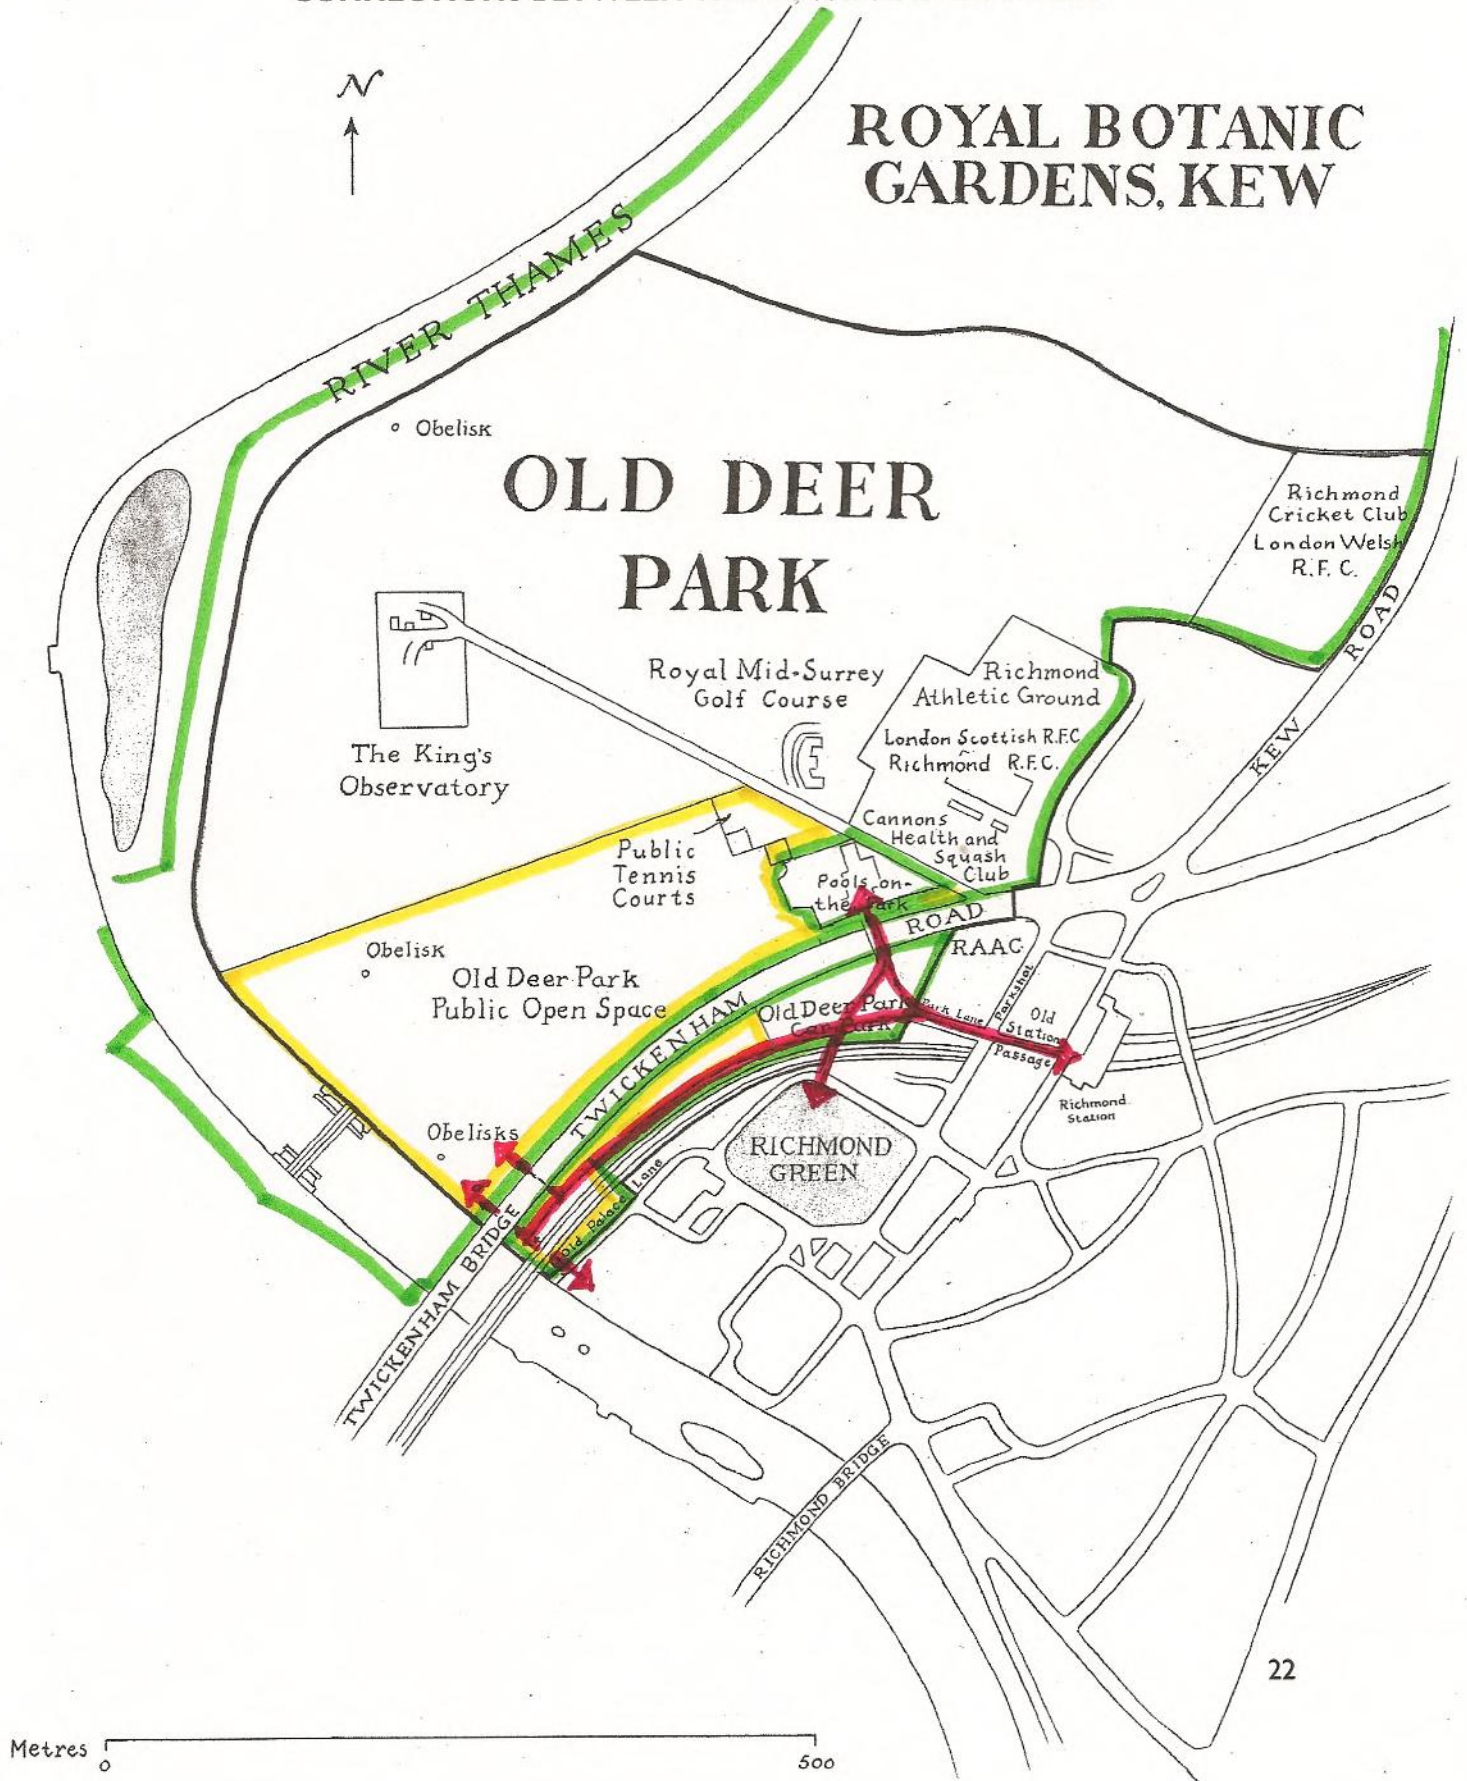 N
ROYAL BOTANIC
GARDENS, KEW
RIVER THAMES
Obelisk
OLD DEER
PARK
Richmond
Cricket Club
London Welsh
R.F.C.
KEW ROAD
The King's
Observatory
Royal Mid-Surrey
Golf Course
Richmond
Athletic Ground
London Scottish R.F.C.
Richmond R.F.C.
Cannons
Health and
Squash
Club
Public
Tennis
Courts
Pools-on-
the-Park
Obelisk
Old Deer Park
Public Open Space
TWICKENHAM ROAD
RAAC
Old Deer Park
Car Park
Park Lane
Parkshot
Old
Station
Passage
Richmond
Station
Obelisks
RICHMOND
GREEN
Old Palace Lane
TWICKENHAM BRIDGE
RICHMOND BRIDGE
22
Metres
0
500